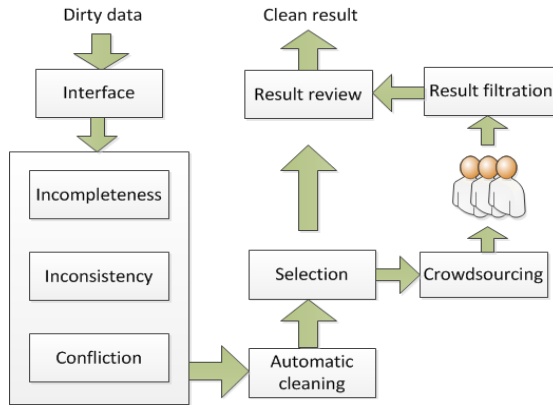 Dirty data
Clean result
Interface
Result review
Result filtration
Incompleteness
Inconsistency
Selection
Crowdsourcing
Confliction
Automatic
cleaning